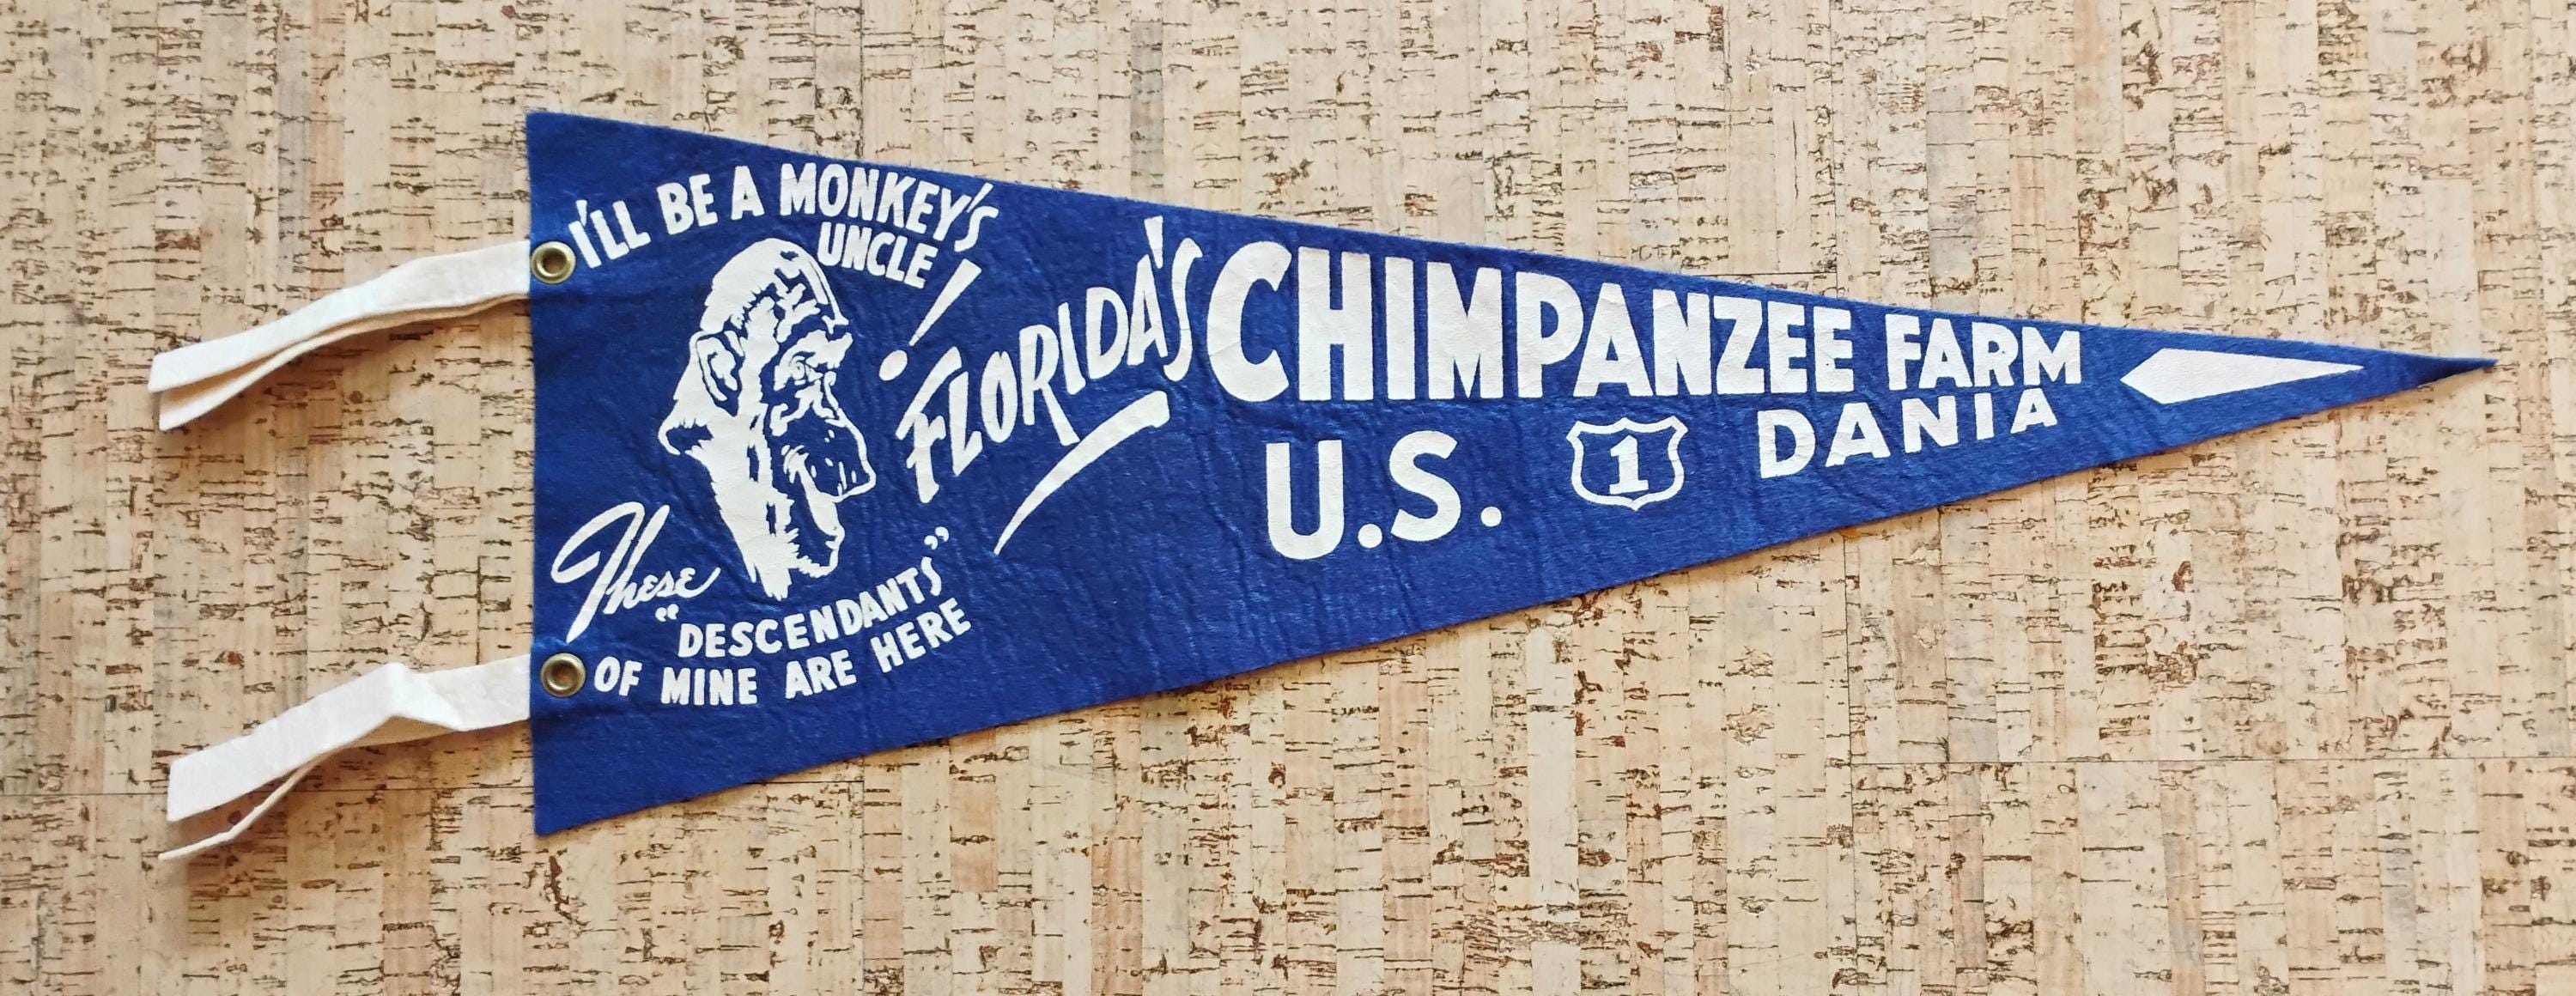 I'LL BE A MONKEY'S
UNCLE!
These
"DESCENDANTS"
OF MINE ARE HERE
FLORIDA'S
CHIMPANZEE FARM
U.S. 1 DANIA